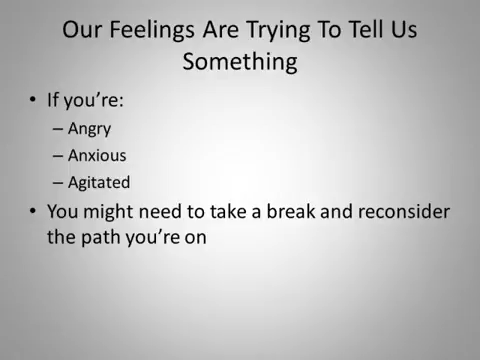 Our Feelings Are Trying To Tell Us
Something
• If you’re:
– Angry
– Anxious
– Agitated
• You might need to take a break and reconsider
the path you’re on